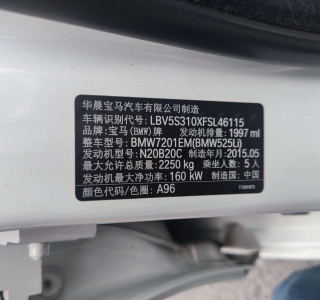 华晨宝马汽车有限公司制造
车辆识别代号: LBV5S310XFSL46115
品牌: 宝马(BMW)牌 发动机排量: 1997 ml
整车型号: BMW7201EM(BMW525Li)
发动机型号: N20B20C 制造年月: 2015.05
最大允许总质量: 2250 kg 乘坐人数: 5 人
发动机最大净功率: 160 kW 制造国: 中国
颜色代码/色圈: A96